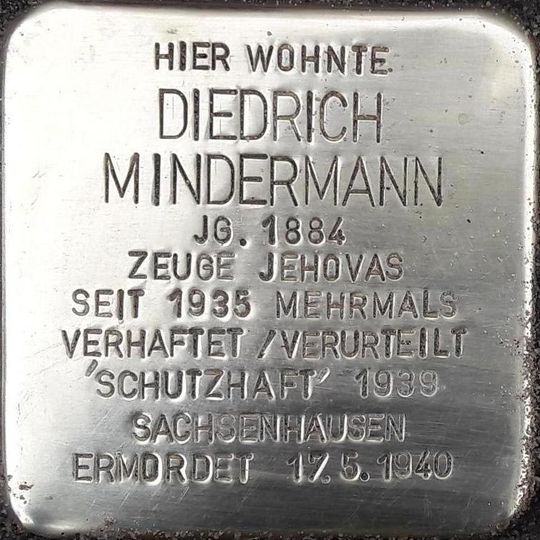 HIER WOHNTE
DIEDRICH
MINDERMANN
JG. 1884
ZEUGE JEHOVAS
SEIT 1935 MEHRMALS
VERHAFTET / VERURTEILT
'SCHUTZHAFT' 1939
SACHSENHAUSEN
ERMORDET 17.5.1940